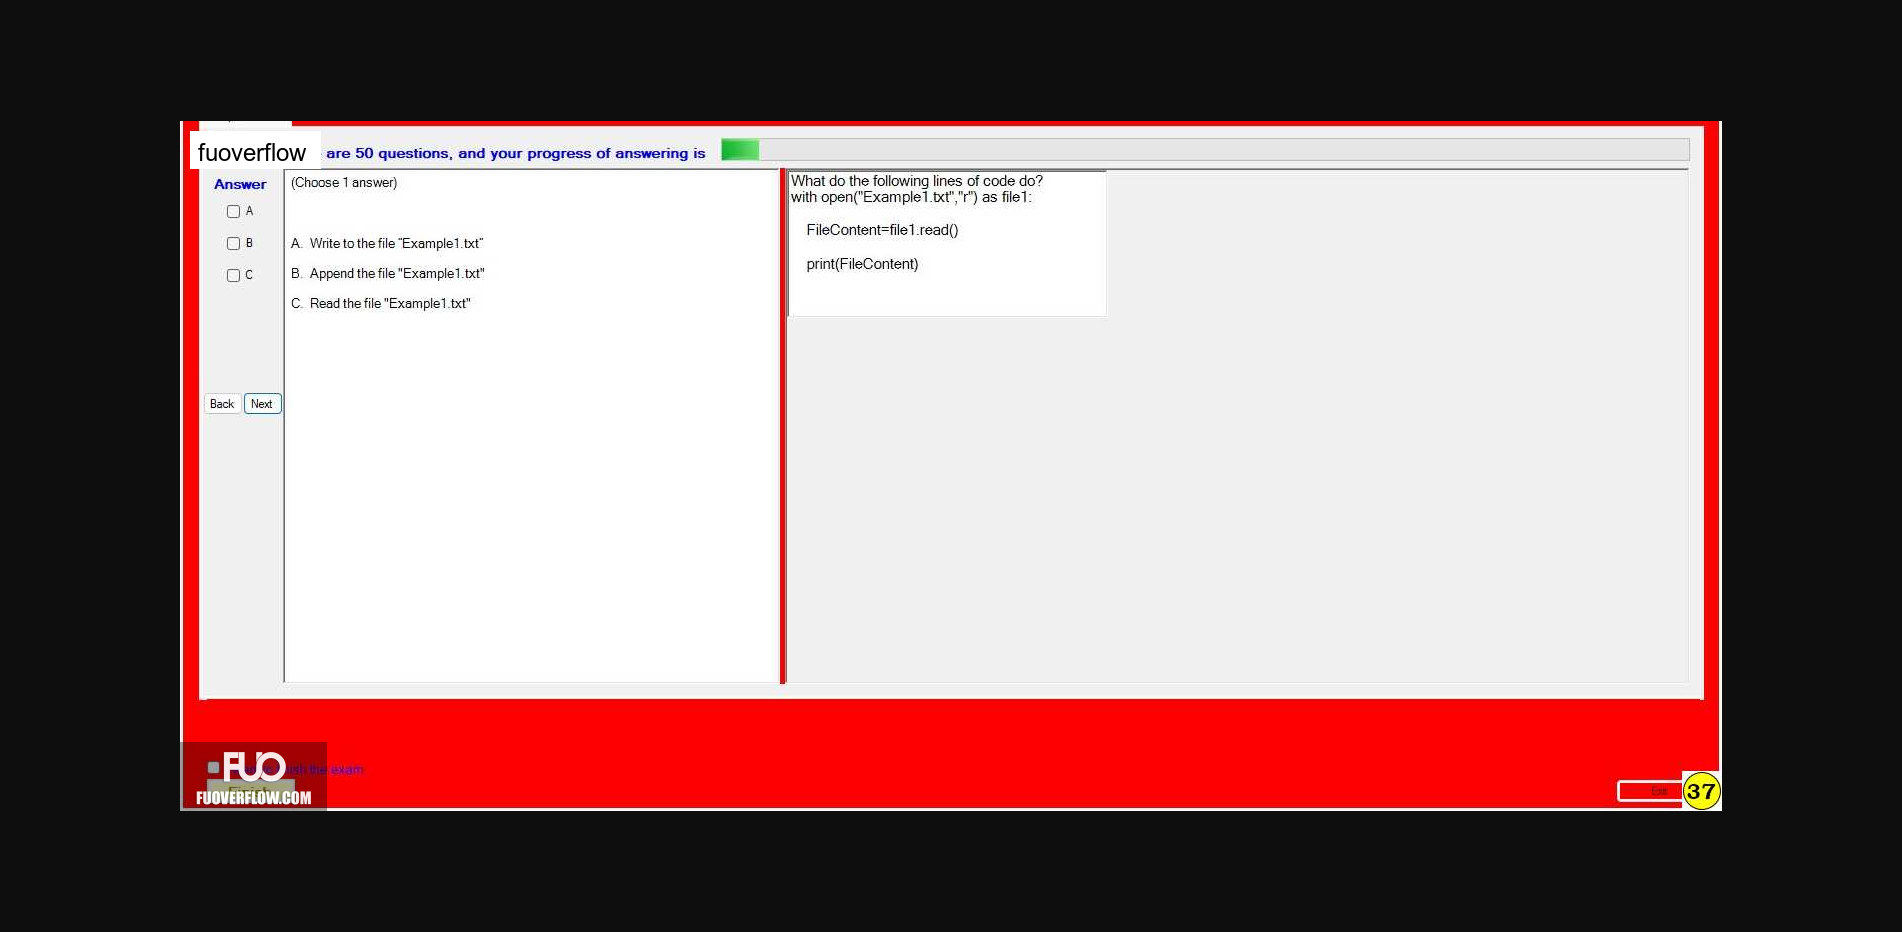 fuoverflow are 50 questions, and your progress of answering is
Answer
A
B
C
Back Next
(Choose 1 answer)
A. Write to the file "Example1.txt"
B. Append the file "Example1.txt"
C. Read the file "Example1.txt"
What do the following lines of code do?
with open("Example1.txt","r") as file1:
FileContent=file1.read()
print(FileContent)
FUO the exam
Finish
FUOVERFLOW.COM
Exit
37